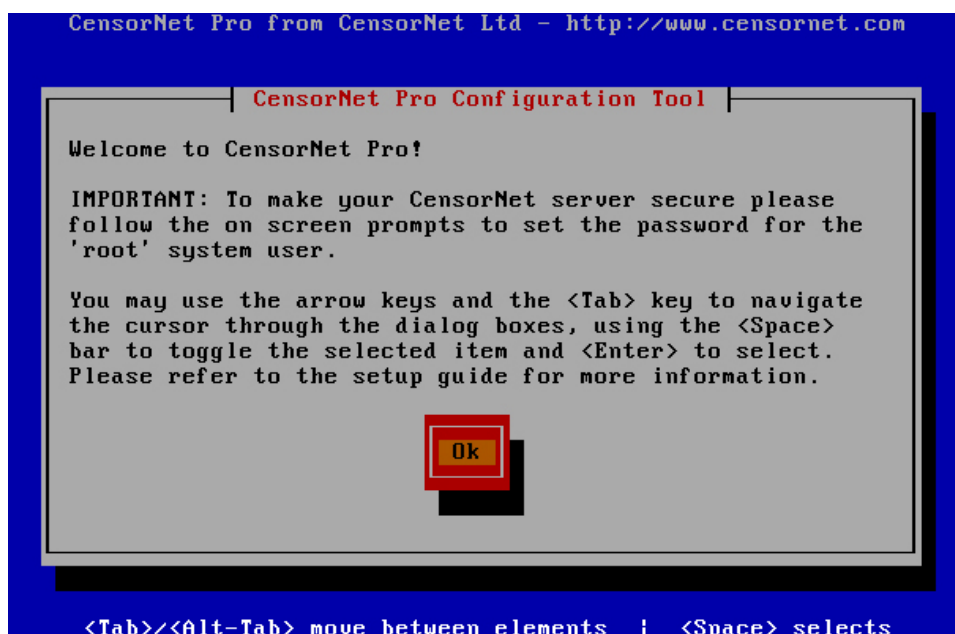 CensorNet Pro from CensorNet Ltd - http://www.censornet.com
CensorNet Pro Configuration Tool
Welcome to CensorNet Pro!
IMPORTANT: To make your CensorNet server secure please
follow the on screen prompts to set the password for the
'root' system user.
You may use the arrow keys and the <Tab> key to navigate
the cursor through the dialog boxes, using the <Space>
bar to toggle the selected item and <Enter> to select.
Please refer to the setup guide for more information.
Ok
<Tab>/<Alt-Tab> move between elements | <Space> selects